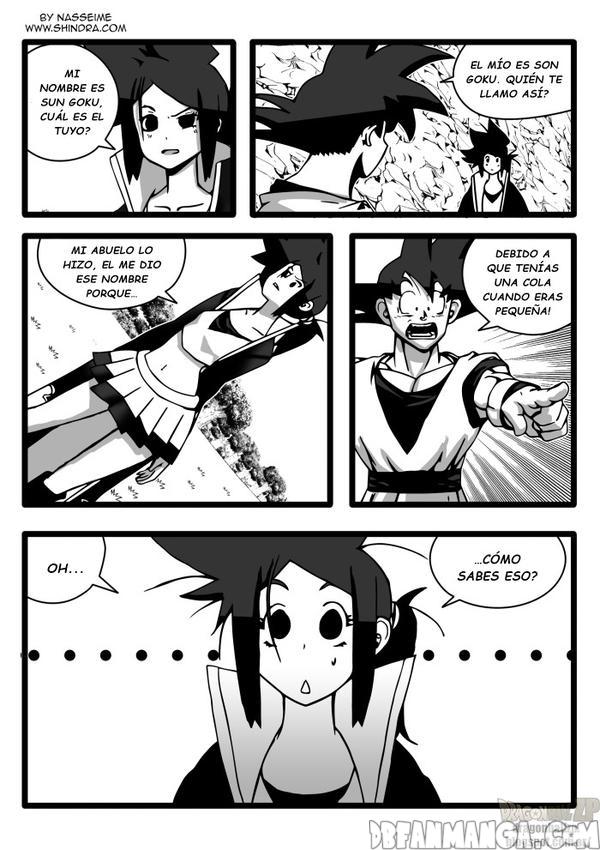 BY NASSEIME
WWW.SHINDRA.COM
MI
NOMBRE ES
SUN GOKU,
CUÁL ES EL
TUYO?
EL MÍO ES SON
GOKU. QUIÉN TE
LLAMO ASÍ?
MI ABUELO LO
HIZO, EL ME DIO
ESE NOMBRE
PORQUE...
DEBIDO A
QUE TENÍAS
UNA COLA
CUANDO ERAS
PEQUEÑA!
OH...
...CÓMO
SABES ESO?
DBFANMANGA.COM